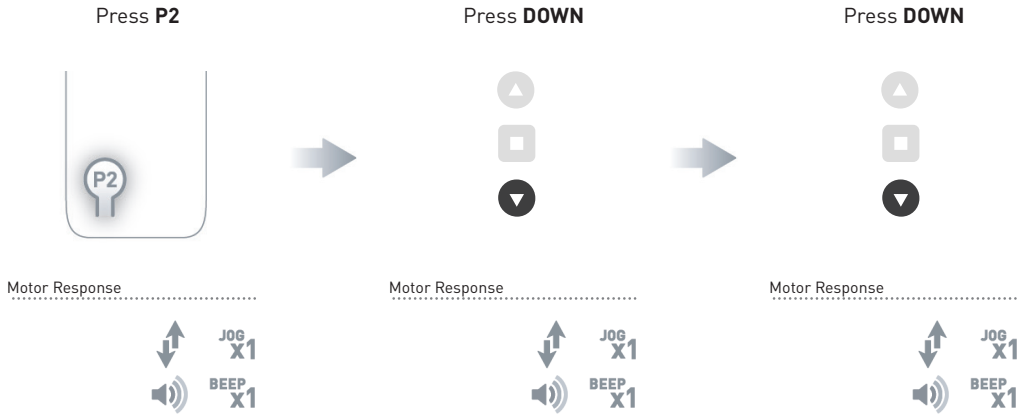 Press P2
Press DOWN
Press DOWN
P2
Motor Response
JOG
X1
BEEP
X1
Motor Response
JOG
X1
BEEP
X1
Motor Response
JOG
X1
BEEP
X1